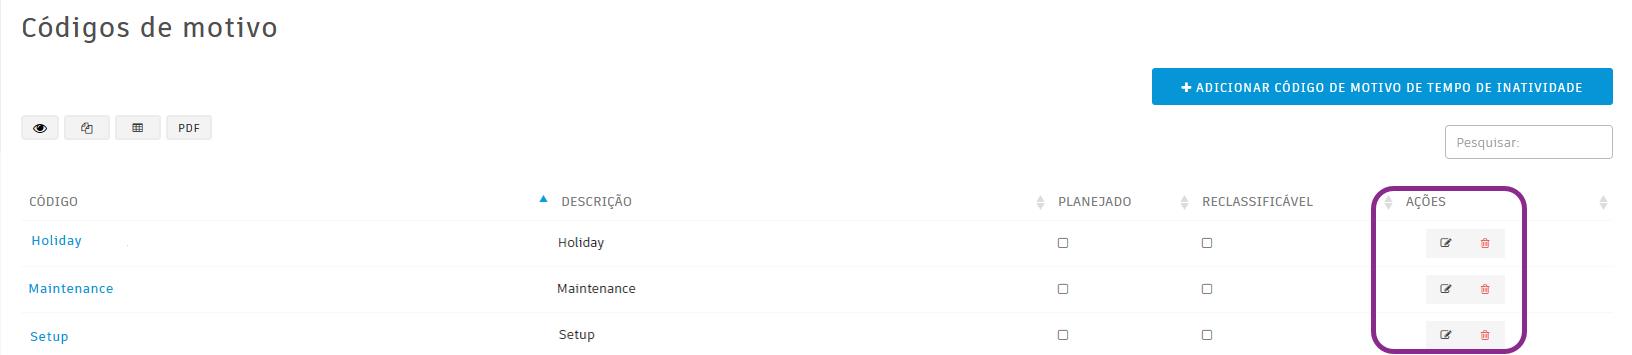 Códigos de motivo
ADICIONAR CÓDIGO DE MOTIVO DE TEMPO DE INATIVIDADE
PDF
Pesquisar:
CÓDIGO DESCRIÇÃO PLANEJADO RECLASSIFICÁVEL AÇÕES
Holiday Holiday
Maintenance Maintenance
Setup Setup